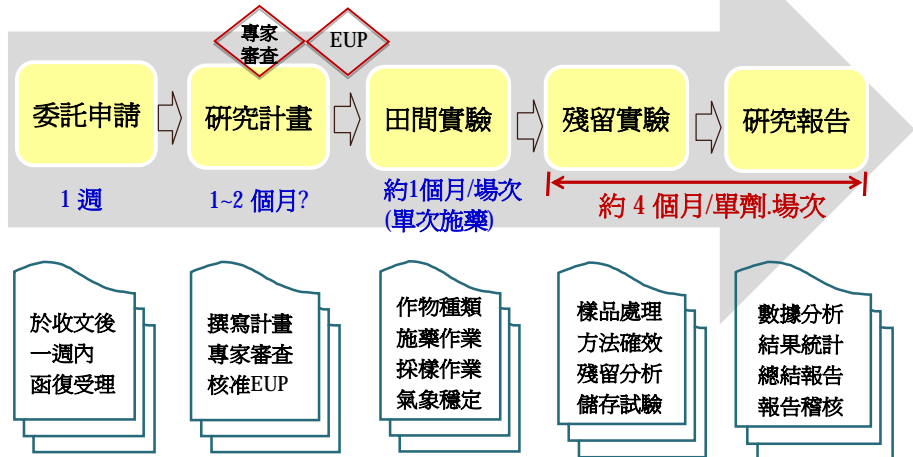 專家
審查
EUP
委託申請
研究計畫
田間實驗
殘留實驗
研究報告
1 週
1~2 個月?
約1個月/場次
(單次施藥)
約 4 個月/單劑.場次
於收文後
一週內
函復受理
撰寫計畫
專家審查
核准EUP
作物種類
施藥作業
採樣作業
氣象穩定
樣品處理
方法確效
殘留分析
儲存試驗
數據分析
結果統計
總結報告
報告稽核